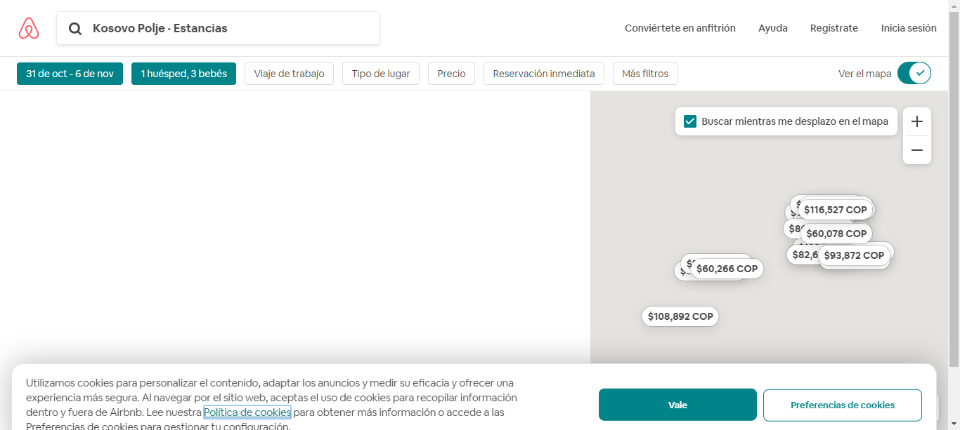 Kosovo Polje · Estancias
Conviértete en anfitrión
Ayuda
Regístrate
Inicia sesión
31 de oct - 6 de nov
1 huésped, 3 bebés
Viaje de trabajo
Tipo de lugar
Precio
Reservación inmediata
Más filtros
Ver el mapa
Buscar mientras me desplazo en el mapa
$116,527 COP
$60,078 COP
$93,872 COP
$60,266 COP
$108,892 COP
Utilizamos cookies para personalizar el contenido, adaptar los anuncios y medir su eficacia y ofrecer una
experiencia más segura. Al navegar por el sitio web, aceptas el uso de cookies para recopilar información
dentro y fuera de Airbnb. Lee nuestra Política de cookies para obtener más información o accede a las
Preferencias de cookies para gestionar tu configuración.
Vale
Preferencias de cookies